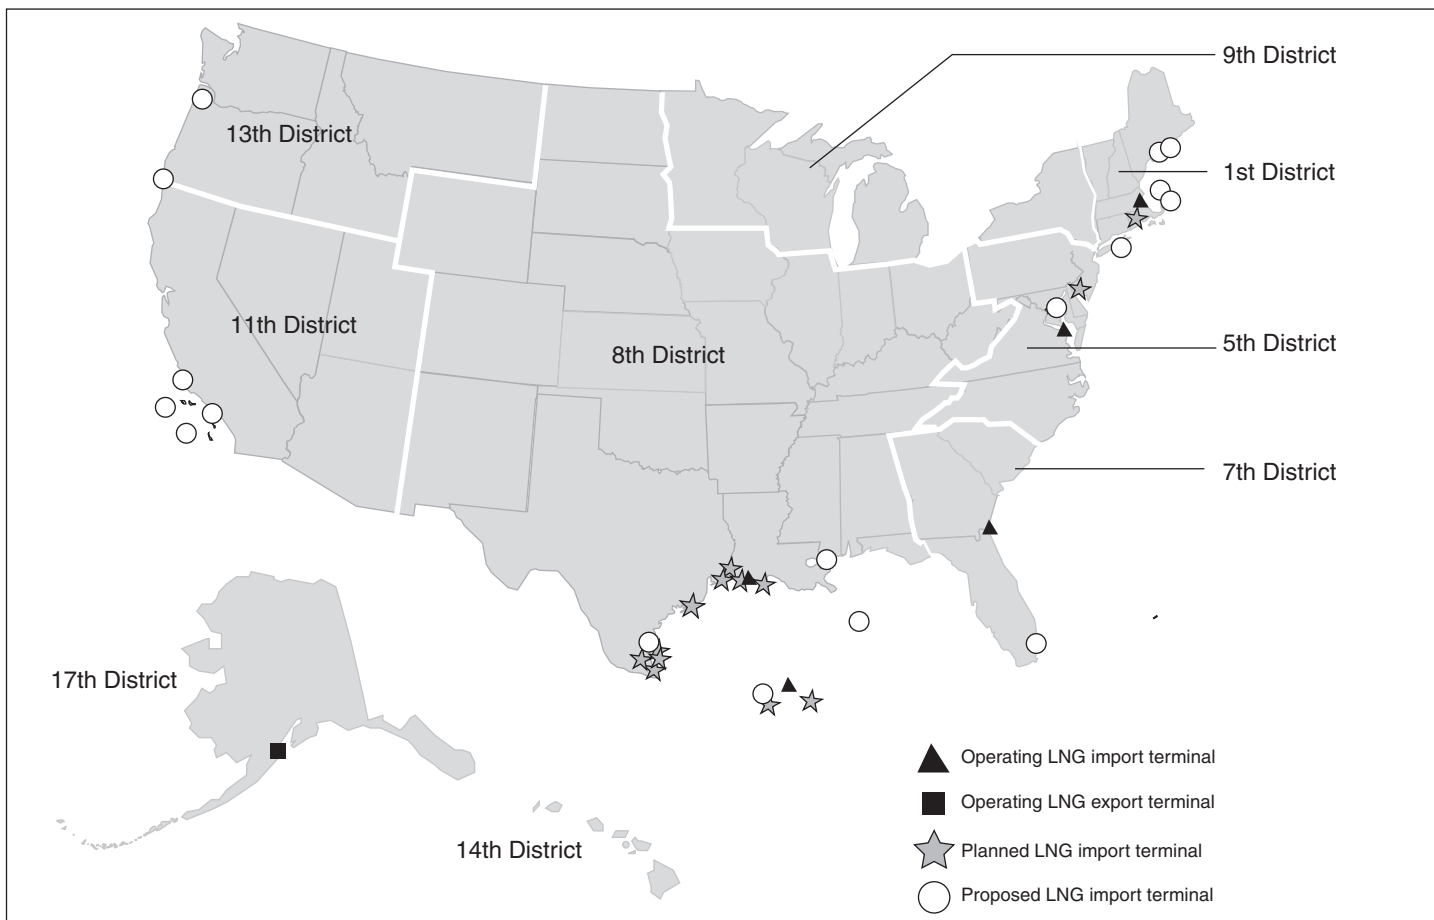 9th District
13th District
1st District
11th District
5th District
8th District
7th District
17th District
14th District
Operating LNG import terminal
Operating LNG export terminal
Planned LNG import terminal
Proposed LNG import terminal